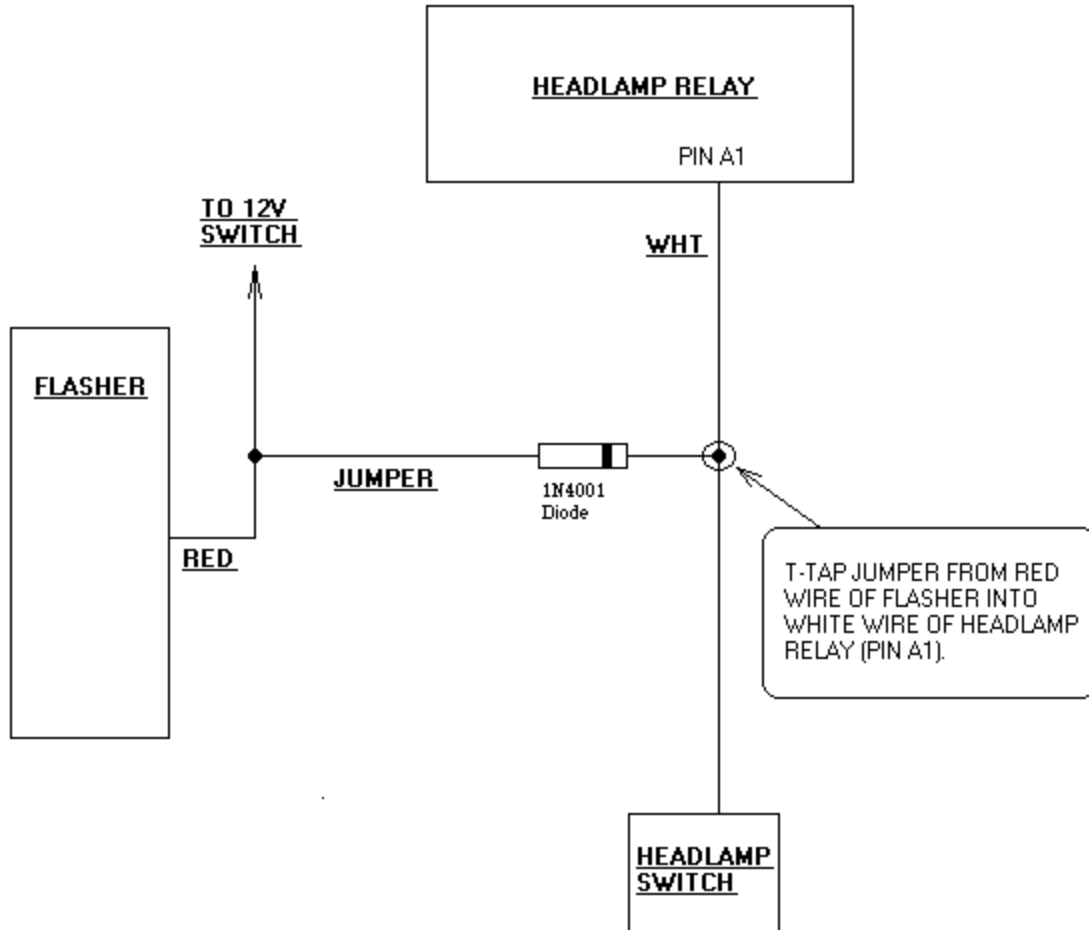 HEADLAMP RELAY
PIN A1
TO 12V
SWITCH
WHT
FLASHER
JUMPER
1N4001
Diode
RED
T-TAP JUMPER FROM RED
WIRE OF FLASHER INTO
WHITE WIRE OF HEADLAMP
RELAY (PIN A1).
HEADLAMP
SWITCH